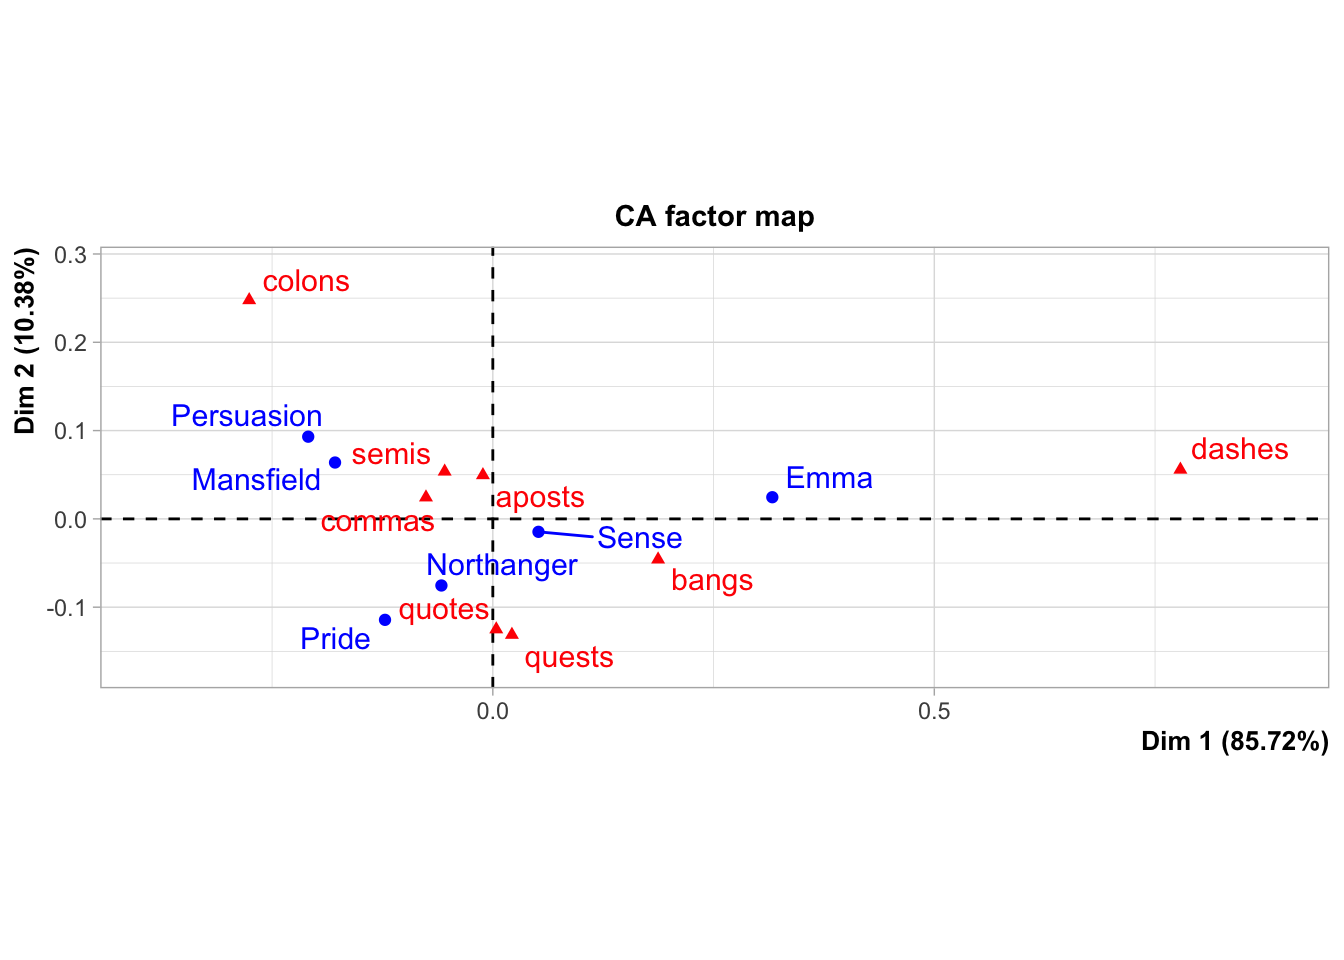 CA factor map
Dim 2 (10.38%)
0.3
0.2
0.1
0.0
-0.1
colons
Persuasion
Mansfield
semis
aposts
commas
dashes
Emma
Sense
bangs
Northanger
quotes
Pride
quests
0.0
0.5
Dim 1 (85.72%)